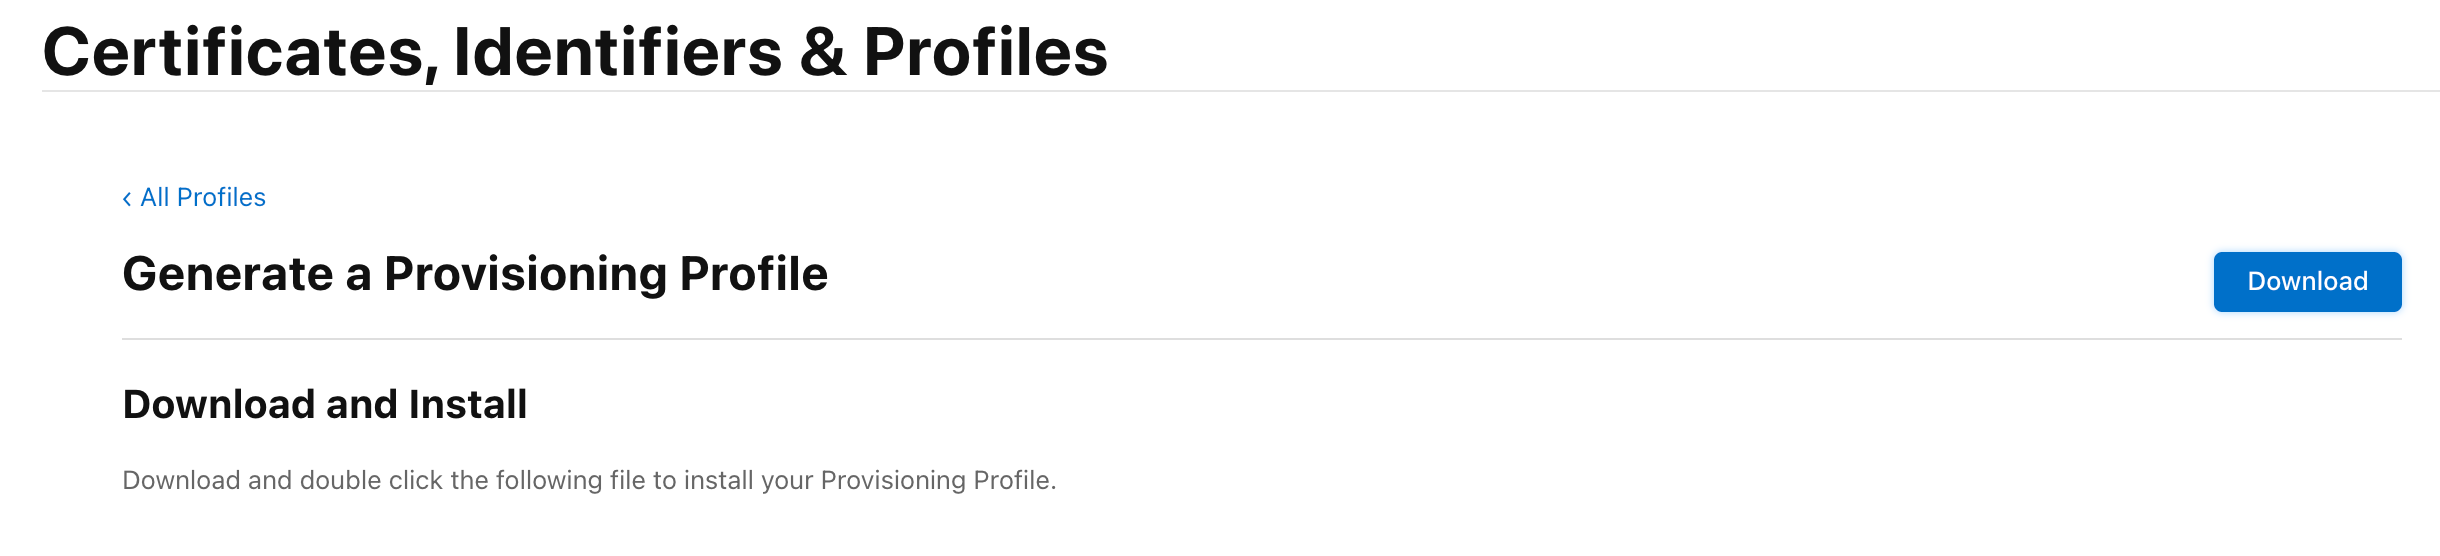 Certificates, Identifiers & Profiles
‹ All Profiles
Generate a Provisioning Profile
Download
Download and Install
Download and double click the following file to install your Provisioning Profile.